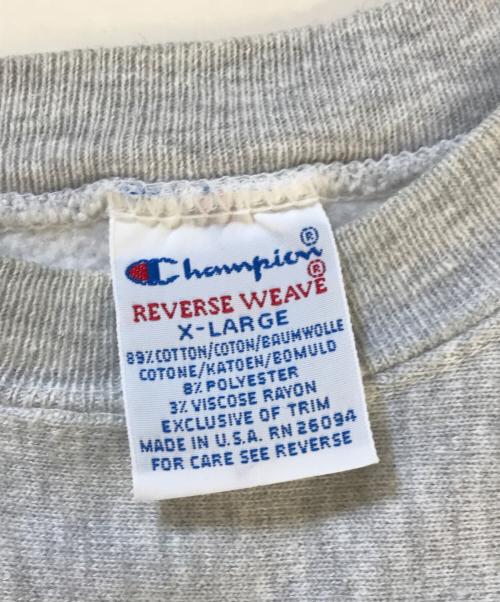 Champion ®
REVERSE WEAVE ®
X-LARGE
89% COTTON/COTON/BAUMWOLLE
COTONE/KATOEN/BOMULD
8% POLYESTER
3% VISCOSE RAYON
EXCLUSIVE OF TRIM
MADE IN U.S.A. RN 26094
FOR CARE SEE REVERSE